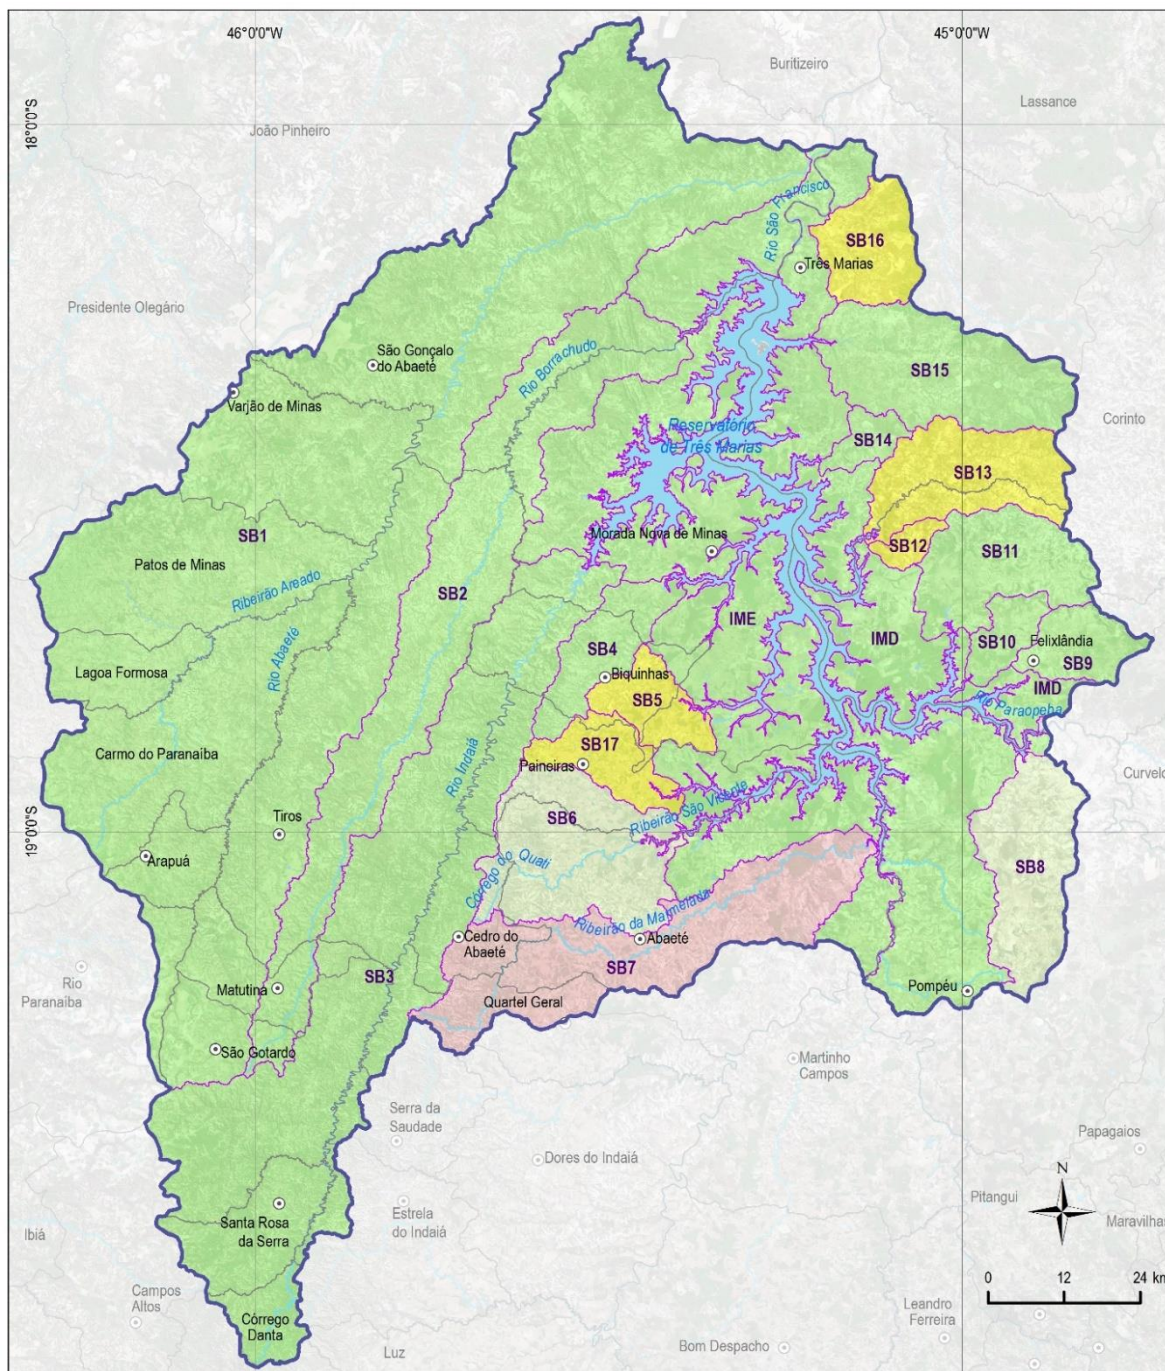 46°0'0"W
45°0'0"W
Buritizeiro
Lassance
18°0'0"S
João Pinheiro
Rio São Francisco
SB16
Três Marias
Presidente Olegário
São Gonçalo
do Abaeté
Rio Borrachudo
SB15
Varjão de Minas
Corinto
Reservatório
de Três Marias
SB14
SB13
SB1
Morada Nova de Minas
SB12
SB11
Patos de Minas
Ribeirão Areado
SB2
IME
IMD
SB10
Felixlândia
SB9
SB4
Rio Abaeté
Lagoa Formosa
Biquinhas
SB5
IMD
Rio Paraopeba
Carmo do Paranaíba
SB17
Rio Indaiá
Paineiras
Curvelo
Tiros
SB6
Ribeirão São Vicente
19°0'0"S
Arapuá
Córrego do Quati
SB8
Ribeirão da Marmelada
Cedro do
Abaeté
Abaeté
SB3
SB7
Rio
Paranaíba
Matutina
Quartel Geral
Pompéu
São Gotardo
Martinho
Campos
Serra da
Saudade
Papagaios
Dores do Indaiá
N
Pitangui
Maravilhas
Santa Rosa
da Serra
Estrela
do Indaiá
Ibiá
0 12 24 km
Campos
Altos
Córrego
Danta
Leandro
Ferreira
Luz
Bom Despacho